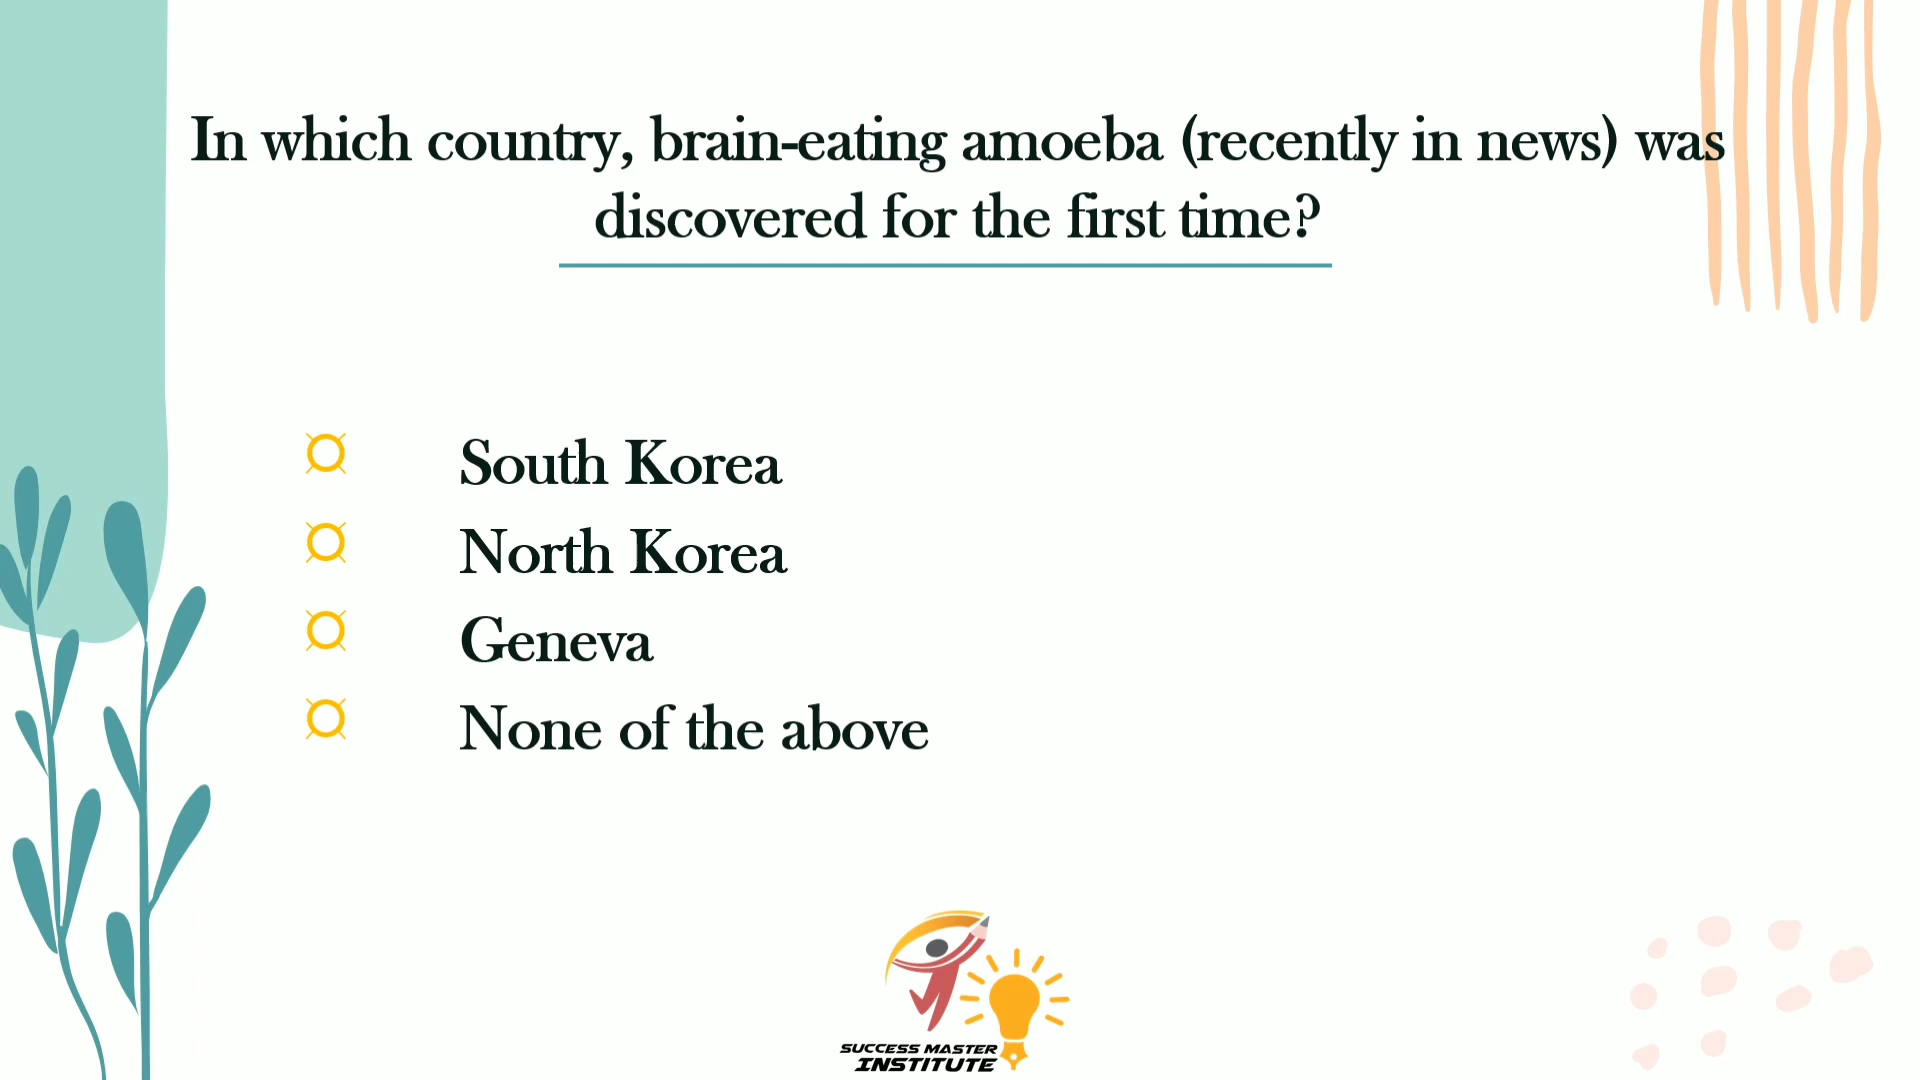 In which country, brain-eating amoeba (recently in news) was
discovered for the first time?
¤ South Korea
¤ North Korea
¤ Geneva
¤ None of the above
SUCCESS MASTER
INSTITUTE